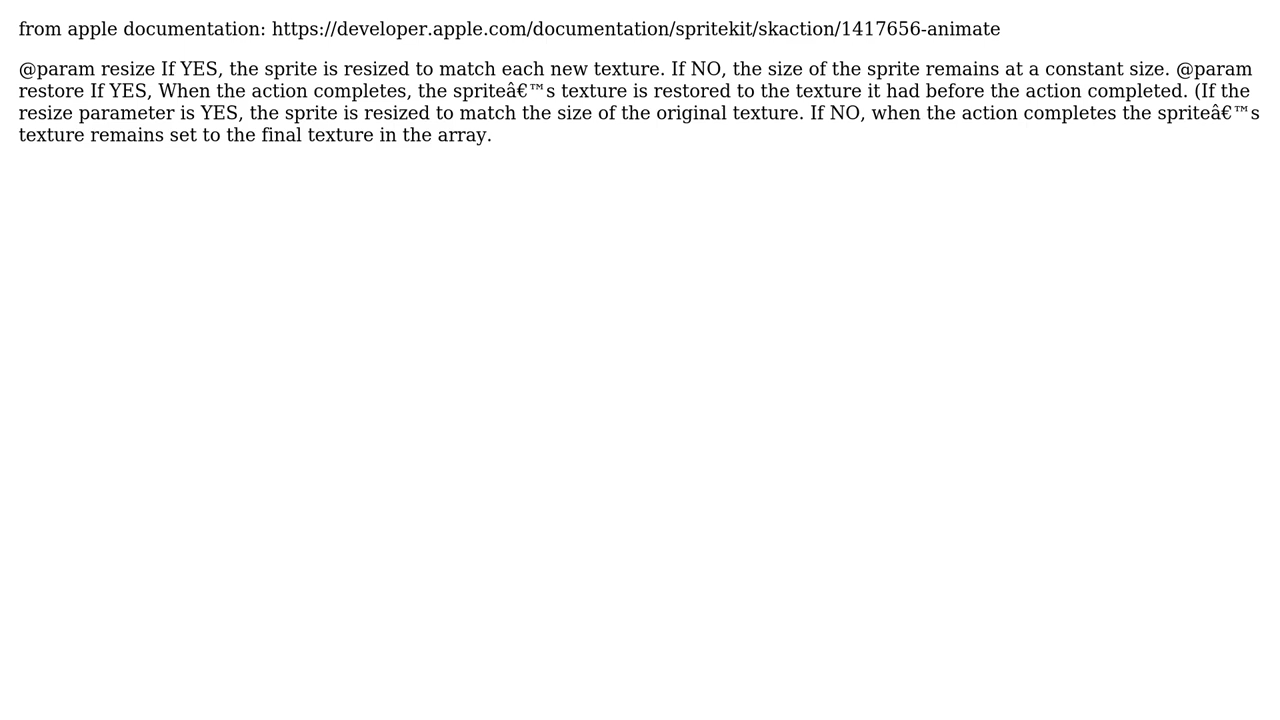 from apple documentation: https://developer.apple.com/documentation/spritekit/skaction/1417656-animate
@param resize If YES, the sprite is resized to match each new texture. If NO, the size of the sprite remains at a constant size. @param
restore If YES, When the action completes, the spriteâ€™s texture is restored to the texture it had before the action completed. (If the
resize parameter is YES, the sprite is resized to match the size of the original texture. If NO, when the action completes the spriteâ€™s
texture remains set to the final texture in the array.